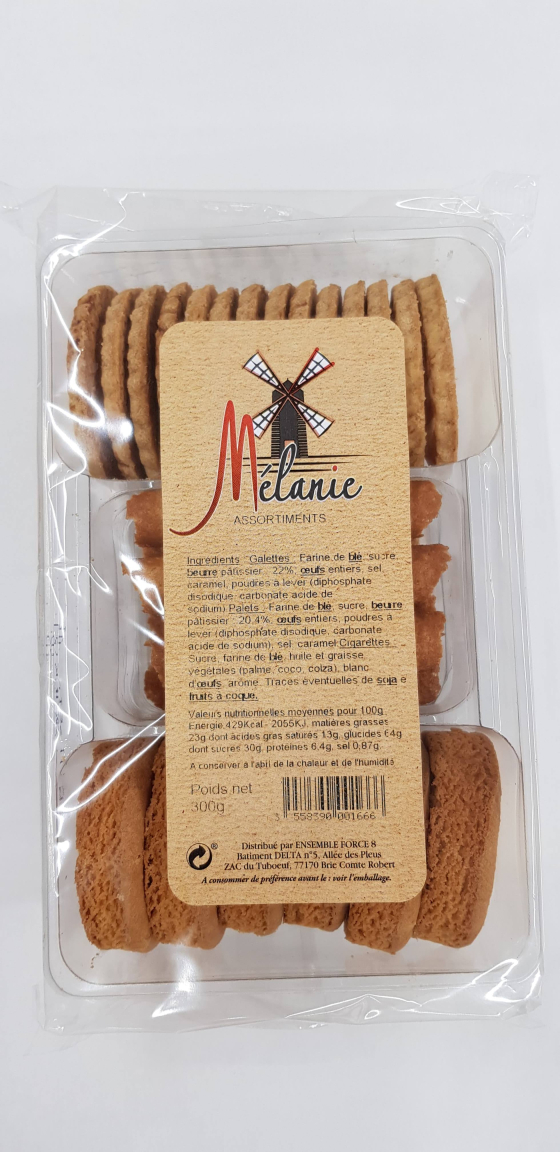 Mélanie
ASSORTIMENTS
Ingrédients : Galettes : Farine de blé, sucre,
beurre pâtissier : 22%, œufs entiers, sel,
caramel, poudres à lever (diphosphate
disodique, carbonate acide de
sodium) Palets : Farine de blé, sucre, beurre
pâtissier : 20.4%, œufs entiers, poudres à
lever (diphosphate disodique, carbonate
acide de sodium), sel, caramel Cigarettes :
Sucre, farine de blé, huile et graisse
végétales (palme, coco, colza), blanc
d'œufs, arôme. Traces éventuelles de soja e
fruits à coque.
Valeurs nutritionnelles moyennes pour 100g
Energie,429Kcal - 2055KJ, matières grasses
23g dont acides gras saturés 13g, glucides 64g
dont sucres 30g, protéines 6,4g, sel 0,87g.
A conserver à l'abri de la chaleur et de l'humidité
Poids net
300g
3 558390 001666
Distribué par ENSEMBLE FORCE 8
Batiment DELTA n°5, Allée des Pleus
ZAC du Tuboeuf, 77170 Brie Comte Robert
A consommer de préférence avant le : voir l'emballage.